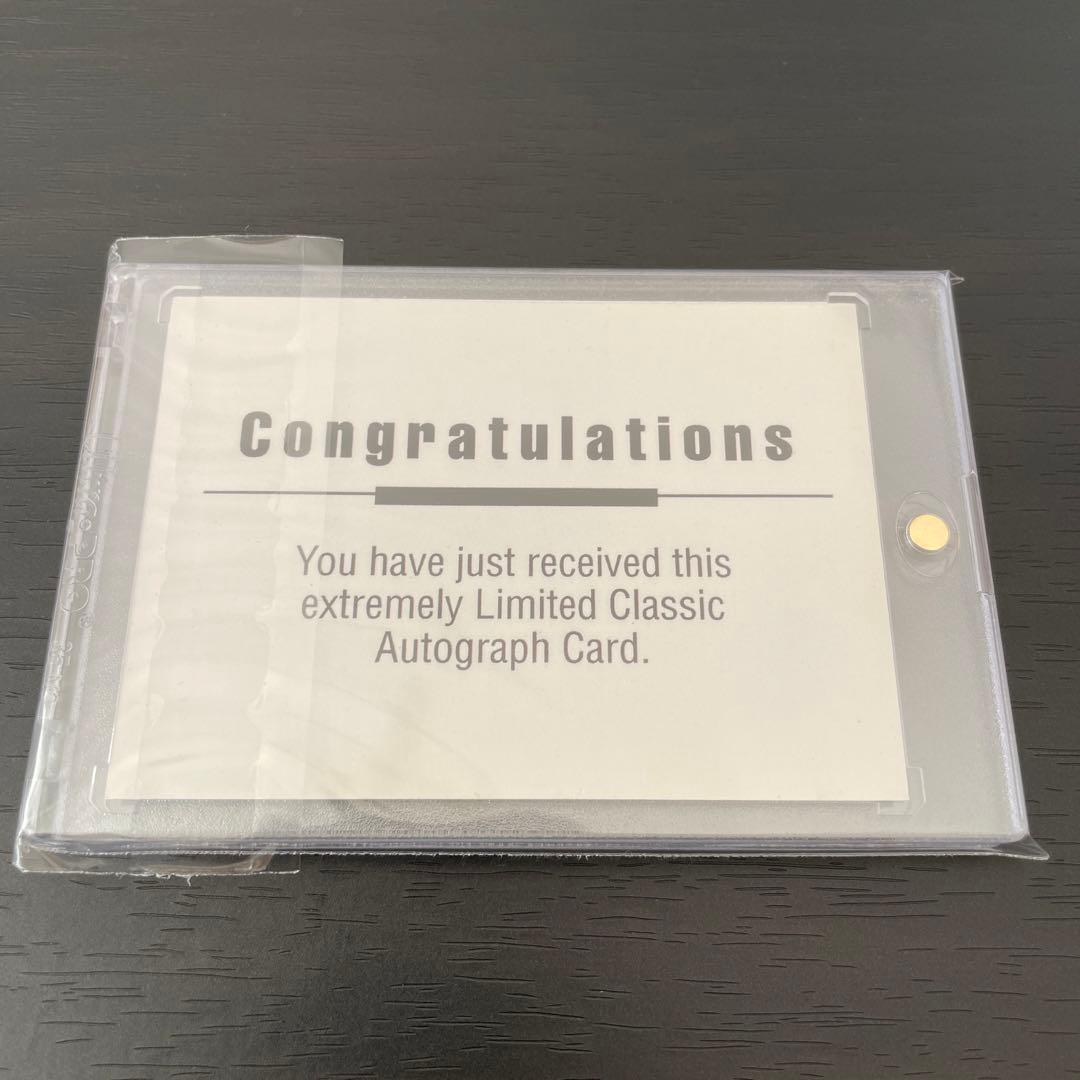 Congratulations
You have just received this
extremely Limited Classic
Autograph Card.